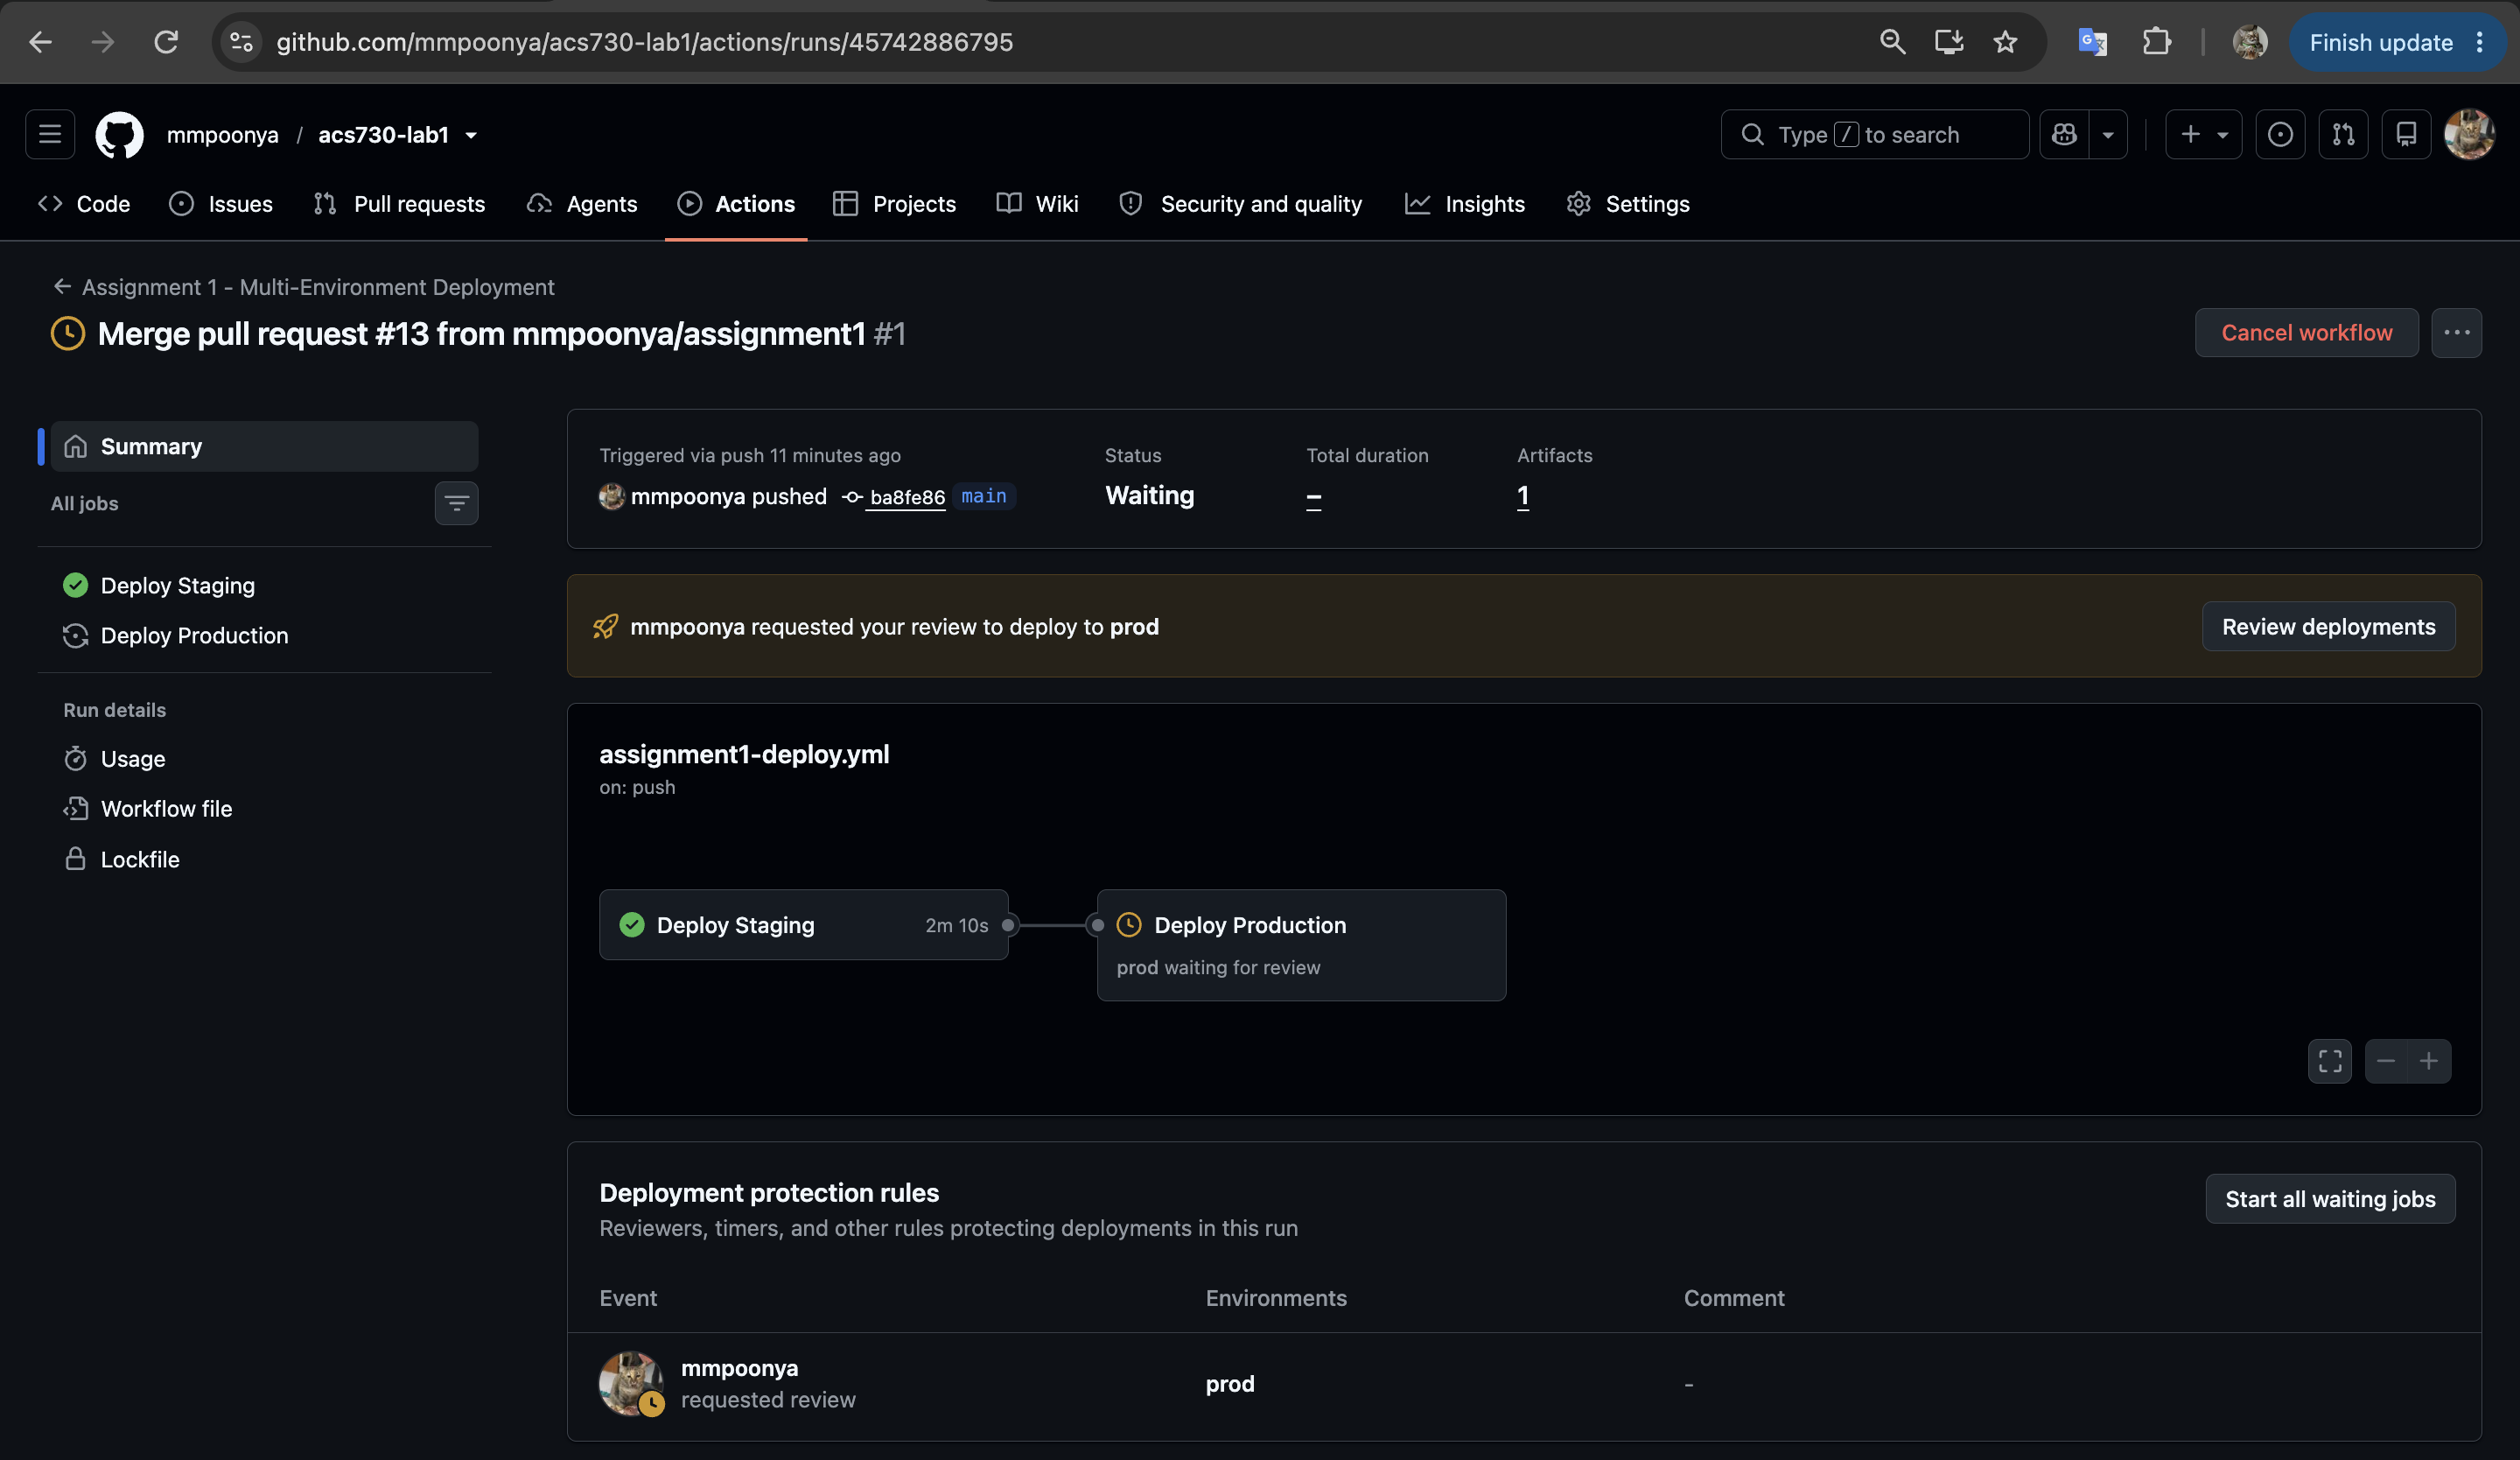 github.com/mmpoonya/acs730-lab1/actions/runs/45742886795
Finish update
mmpoonya / acs730-lab1
Type / to search
Code
Issues
Pull requests
Agents
Actions
Projects
Wiki
Security and quality
Insights
Settings
Assignment 1 - Multi-Environment Deployment
Merge pull request #13 from mmpoonya/assignment1 #1
Cancel workflow
Summary
All jobs
Deploy Staging
Deploy Production
Run details
Usage
Workflow file
Lockfile
Triggered via push 11 minutes ago
mmpoonya pushed ba8fe86 main
Status
Waiting
Total duration
–
Artifacts
1
mmpoonya requested your review to deploy to prod
Review deployments
assignment1-deploy.yml
on: push
Deploy Staging 2m 10s
Deploy Production
prod waiting for review
Deployment protection rules
Reviewers, timers, and other rules protecting deployments in this run
Start all waiting jobs
Event Environments Comment
mmpoonya
requested review
prod
-